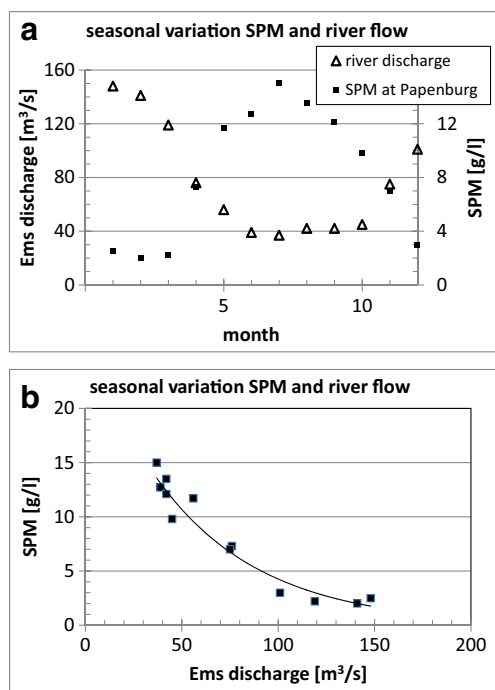 a
seasonal variation SPM and river flow
river discharge
SPM at Papenburg
Ems discharge [m³/s]
160
120
80
40
0
12
8
4
0
SPM [g/l]
5
10
month
b
seasonal variation SPM and river flow
SPM [g/l]
20
15
10
5
0
0
50
100
150
200
Ems discharge [m³/s]